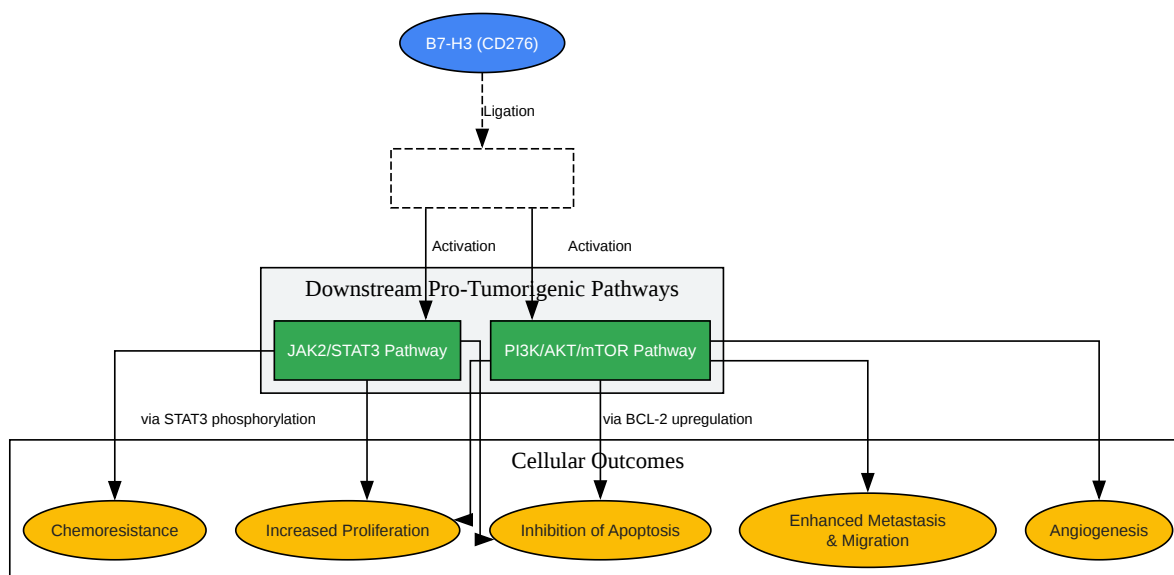 B7-H3 (CD276)
Ligation
Activation
Activation
Downstream Pro-Tumorigenic Pathways
JAK2/STAT3 Pathway
PI3K/AKT/mTOR Pathway
via STAT3 phosphorylation
via BCL-2 upregulation
Cellular Outcomes
Chemoresistance
Increased Proliferation
Inhibition of Apoptosis
Enhanced Metastasis
& Migration
Angiogenesis